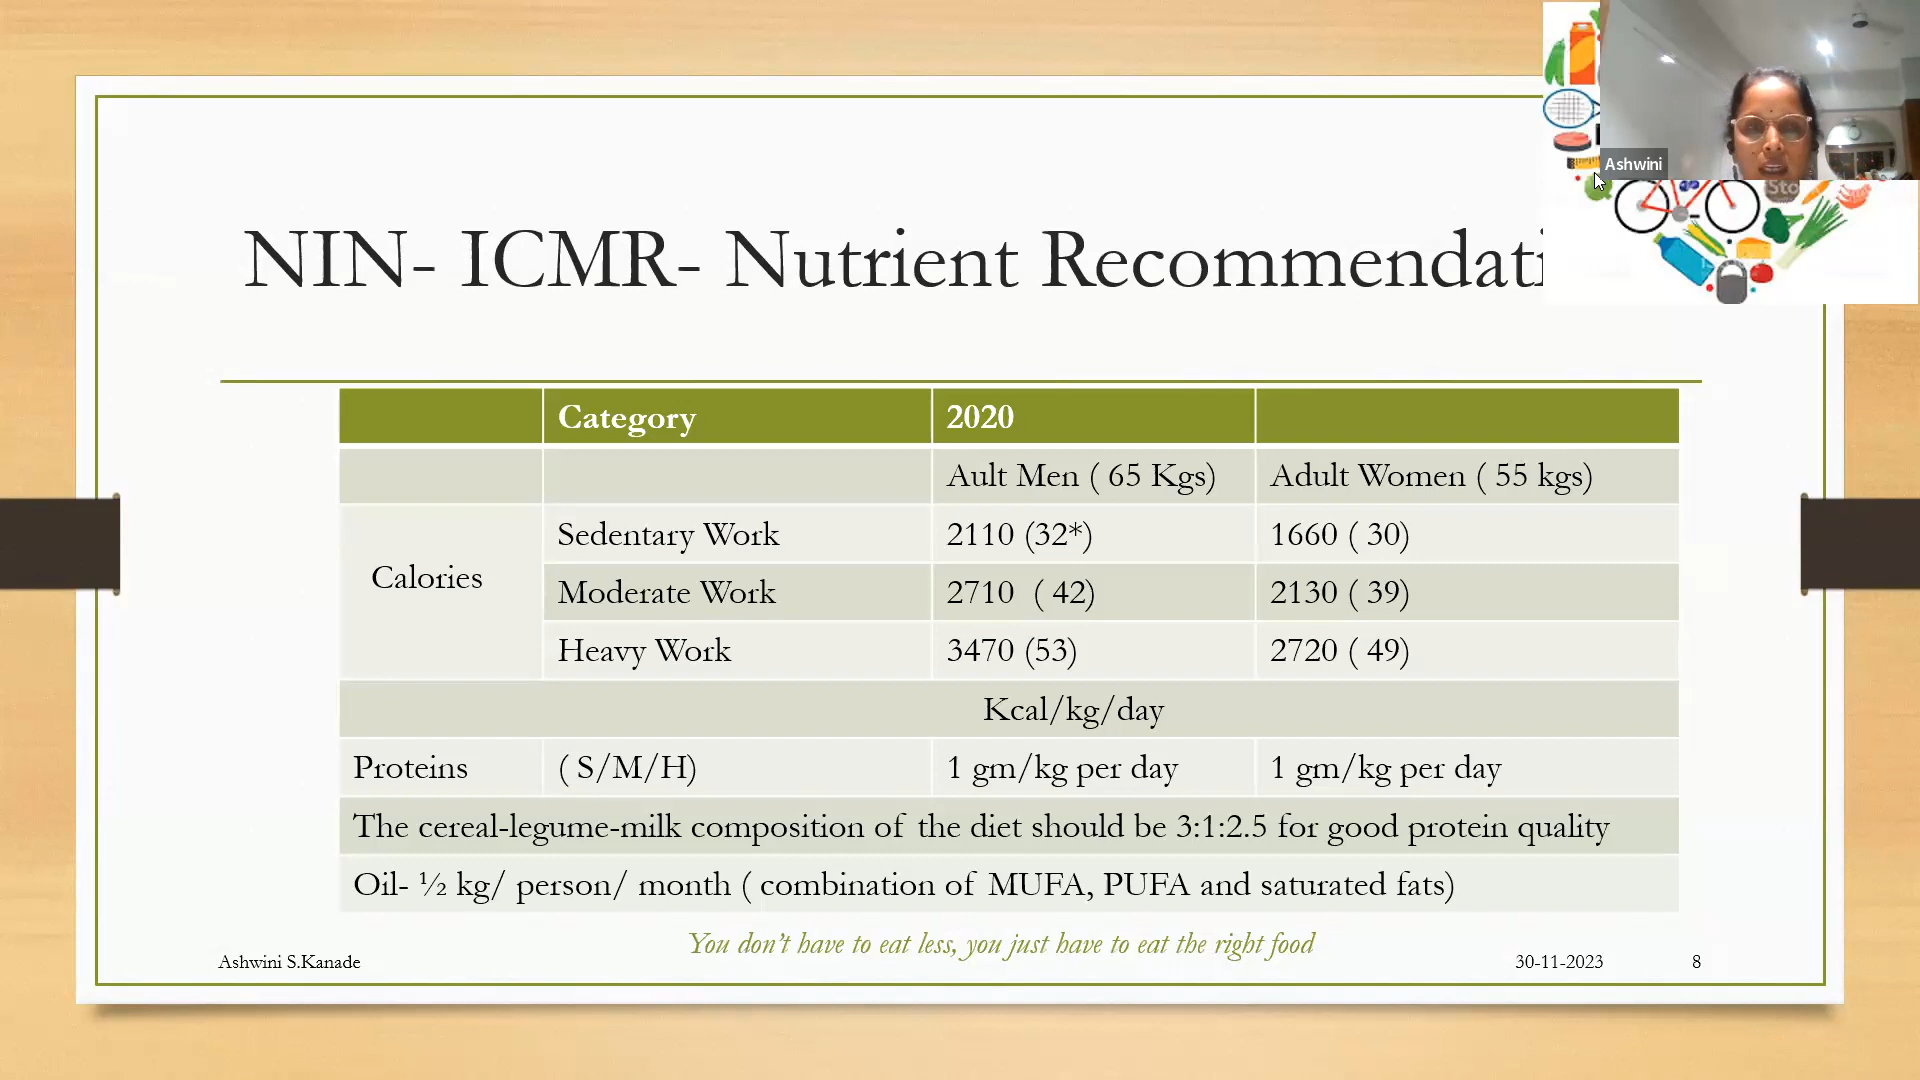 Ashwini
NIN- ICMR- Nutrient Recommendati
Category 2020
Ault Men ( 65 Kgs) Adult Women ( 55 kgs)
Calories
Sedentary Work 2110 (32*) 1660 ( 30)
Moderate Work 2710 ( 42) 2130 ( 39)
Heavy Work 3470 (53) 2720 ( 49)
Kcal/kg/day
Proteins ( S/M/H) 1 gm/kg per day 1 gm/kg per day
The cereal-legume-milk composition of the diet should be 3:1:2.5 for good protein quality
Oil- ½ kg/ person/ month ( combination of MUFA, PUFA and saturated fats)
You don't have to eat less, you just have to eat the right food
Ashwini S.Kanade 30-11-2023 8